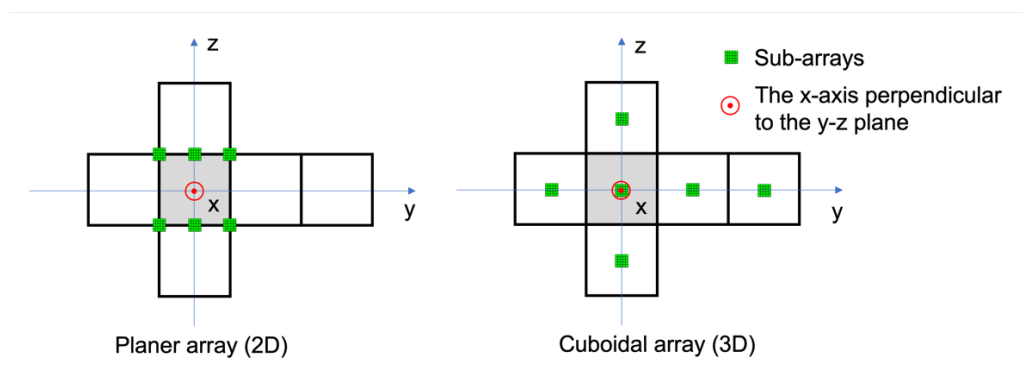 z
y
x
Planer array (2D)
z
y
x
Cuboidal array (3D)
Sub-arrays
The x-axis perpendicular
to the y-z plane